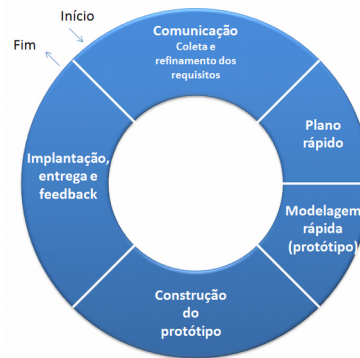 Início
Fim
Comunicação
Coleta e
refinamento dos
requisitos
Plano
rápido
Modelagem
rápida
(protótipo)
Construção
do
protótipo
Implantação,
entrega e
feedback